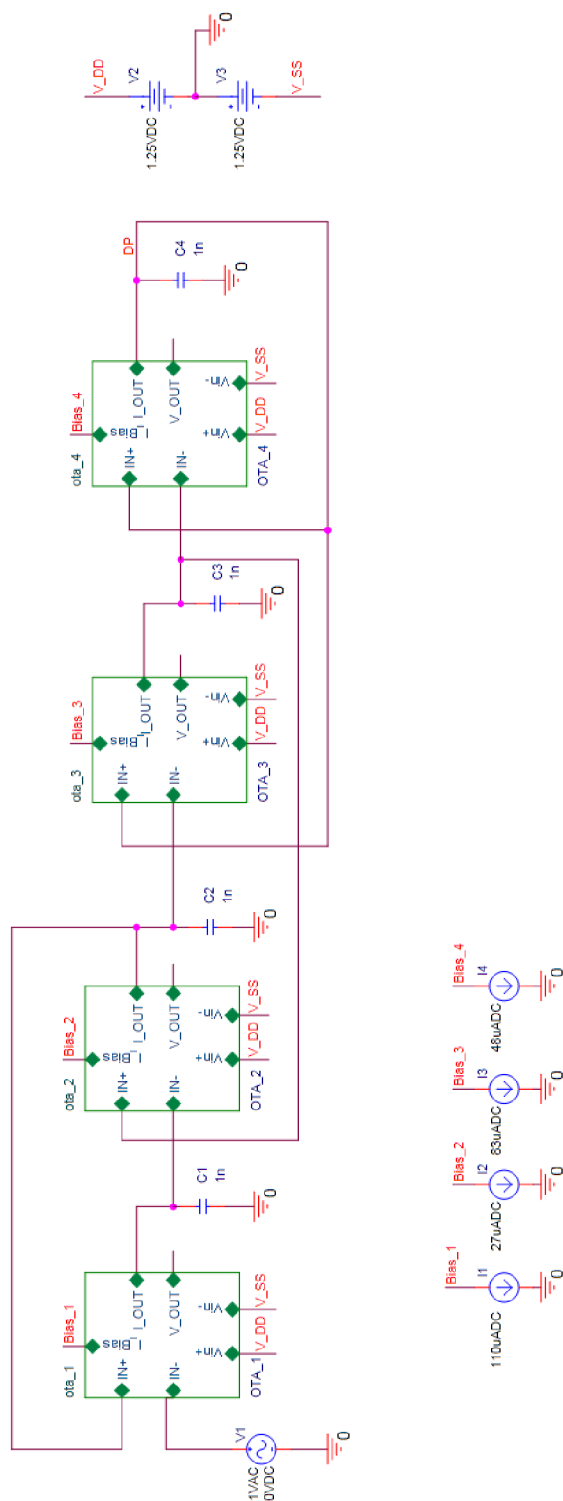 ota_1
Bias_1
I_Bias
IN+
I_OUT
IN-
V_OUT
Vin+
Vin-
V_DD
V_SS
OTA_1
V1
1VAC
0VDC
0
C1
1n
0
ota_2
Bias_2
I_Bias
IN+
I_OUT
IN-
V_OUT
Vin+
Vin-
V_DD
V_SS
OTA_2
C2
1n
0
ota_3
Bias_3
I_Bias
IN+
I_OUT
IN-
V_OUT
Vin+
Vin-
V_DD
V_SS
OTA_3
C3
1n
0
ota_4
Bias_4
I_Bias
IN+
I_OUT
IN-
V_OUT
Vin+
Vin-
V_DD
V_SS
OTA_4
DP
C4
1n
0
V_DD
V2
1.25VDC
0
V3
1.25VDC
V_SS
Bias_1
I1
110uADC
0
Bias_2
I2
27uADC
0
Bias_3
I3
83uADC
0
Bias_4
I4
48uADC
0